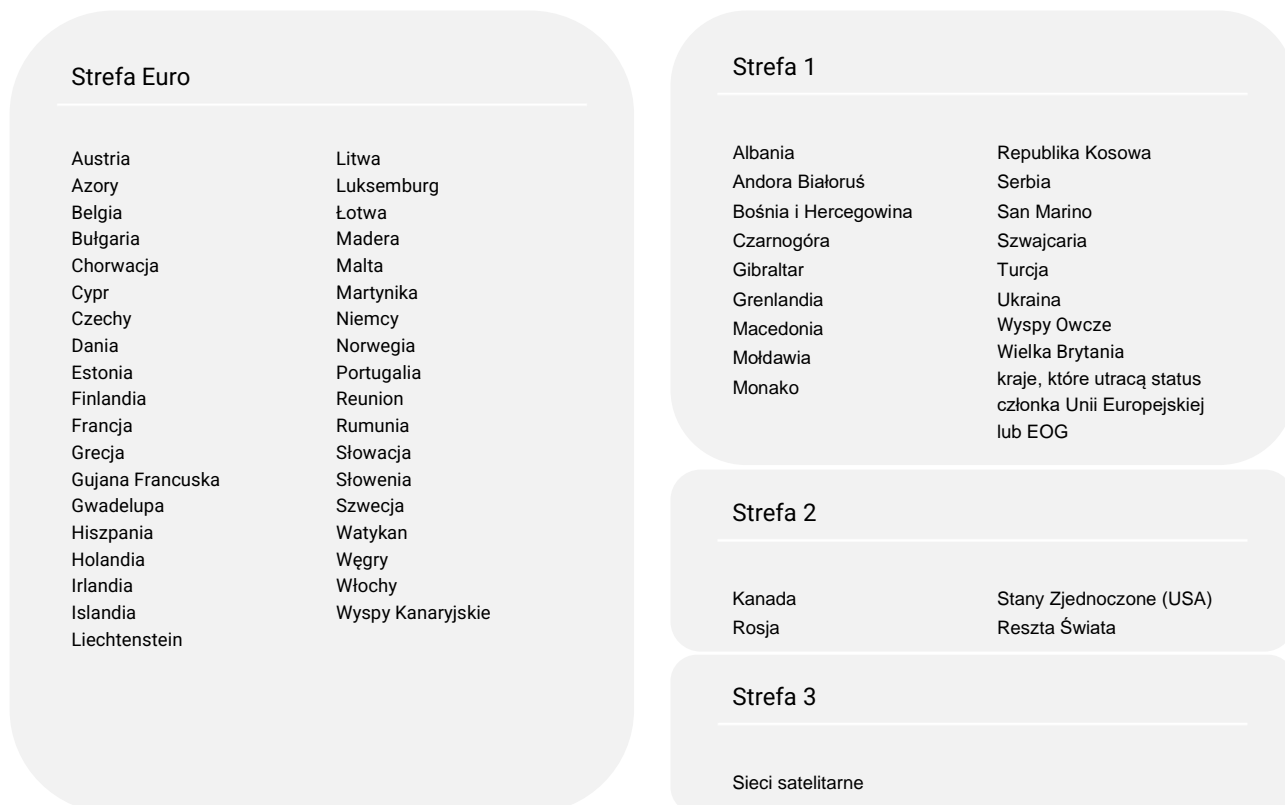 Strefa Euro
Austria
Azory
Belgia
Bułgaria
Chorwacja
Cypr
Czechy
Dania
Estonia
Finlandia
Francja
Grecja
Gujana Francuska
Gwadelupa
Hiszpania
Holandia
Irlandia
Islandia
Liechtenstein
Litwa
Luksemburg
Łotwa
Madera
Malta
Martynika
Niemcy
Norwegia
Portugalia
Reunion
Rumunia
Słowacja
Słowenia
Szwecja
Watykan
Węgry
Włochy
Wyspy Kanaryjskie
Strefa 1
Albania
Andora Białoruś
Bośnia i Hercegowina
Czarnogóra
Gibraltar
Grenlandia
Macedonia
Mołdawia
Monako
Republika Kosowa
Serbia
San Marino
Szwajcaria
Turcja
Ukraina
Wyspy Owcze
Wielka Brytania
kraje, które utracą status
członka Unii Europejskiej
lub EOG
Strefa 2
Kanada
Rosja
Stany Zjednoczone (USA)
Reszta Świata
Strefa 3
Sieci satelitarne